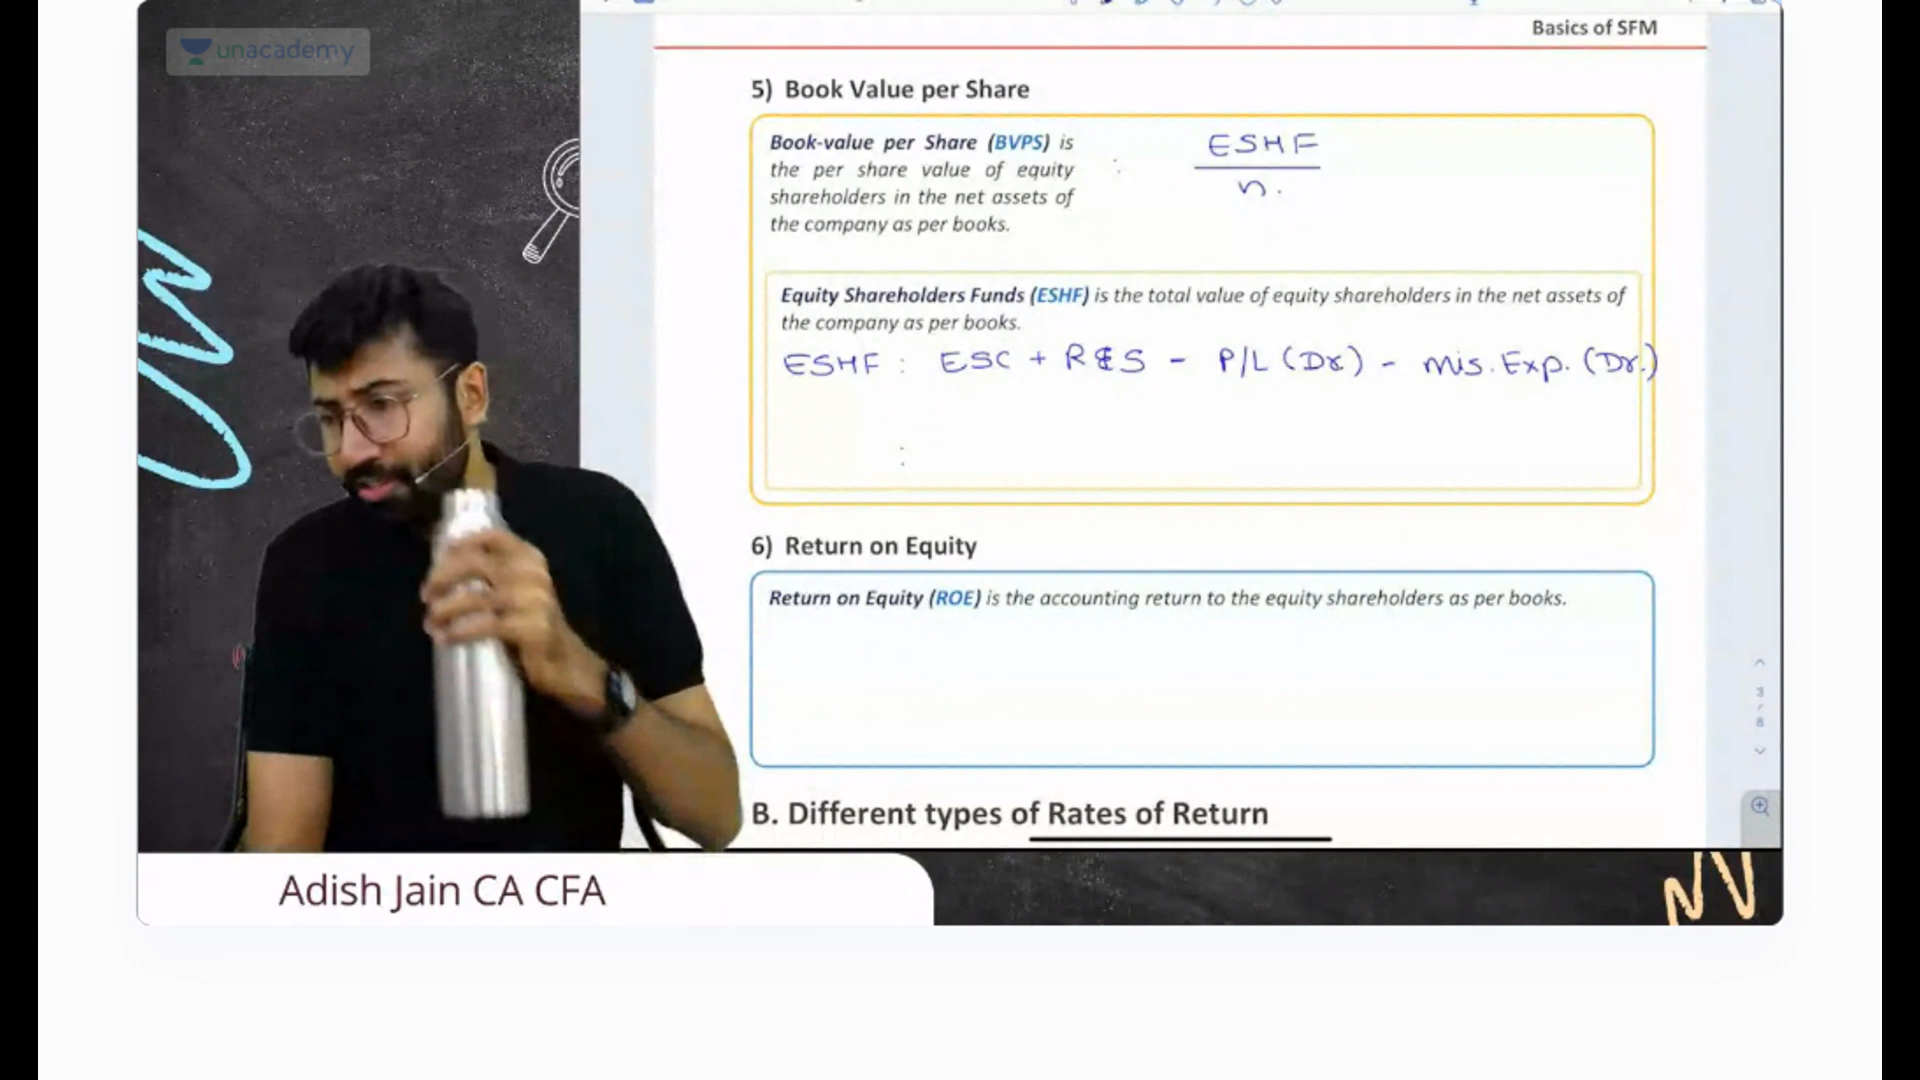 unacademy
Basics of SFM
5) Book Value per Share
Book-value per Share (BVPS) is
the per share value of equity
shareholders in the net assets of
the company as per books.
: ESHF
n.
Equity Shareholders Funds (ESHF) is the total value of equity shareholders in the net assets of
the company as per books.
ESHF : ESC + R&S - P/L (Dr) - Mis. Exp. (Dr.)
:
6) Return on Equity
Return on Equity (ROE) is the accounting return to the equity shareholders as per books.
3
/
8
B. Different types of Rates of Return
Adish Jain CA CFA